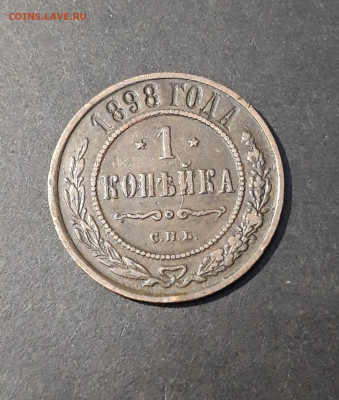 COINS.LAVE.RU
1898 ГОДА
* 1 *
КОПѢЙКА
С.П.Б.